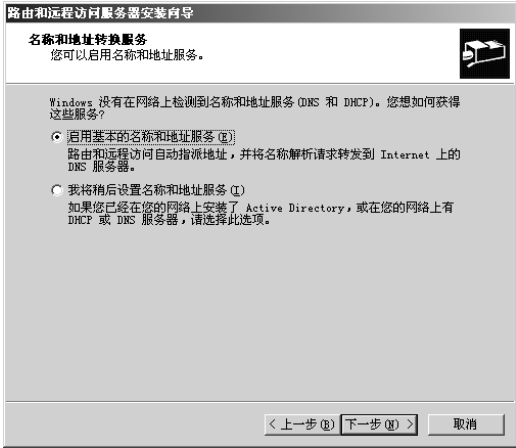 路由和远程访问服务器安装向导
名称和地址转换服务
您可以启用名称和地址服务。
Windows 没有在网络上检测到名称和地址服务(DNS 和 DHCP)。您想如何获得
这些服务?
启用基本的名称和地址服务(E)
路由和远程访问自动指派地址，并将名称解析请求转发到 Internet 上的
DNS 服务器。
我将稍后设置名称和地址服务(I)
如果您已经在您的网络上安装了 Active Directory，或在您的网络上有
DHCP 或 DNS 服务器，请选择此选项。
< 上一步(B) 下一步(N) > 取消